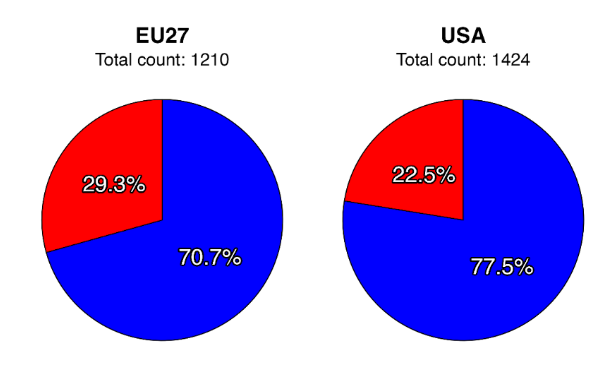 EU27
Total count: 1210
29.3%
70.7%
USA
Total count: 1424
22.5%
77.5%